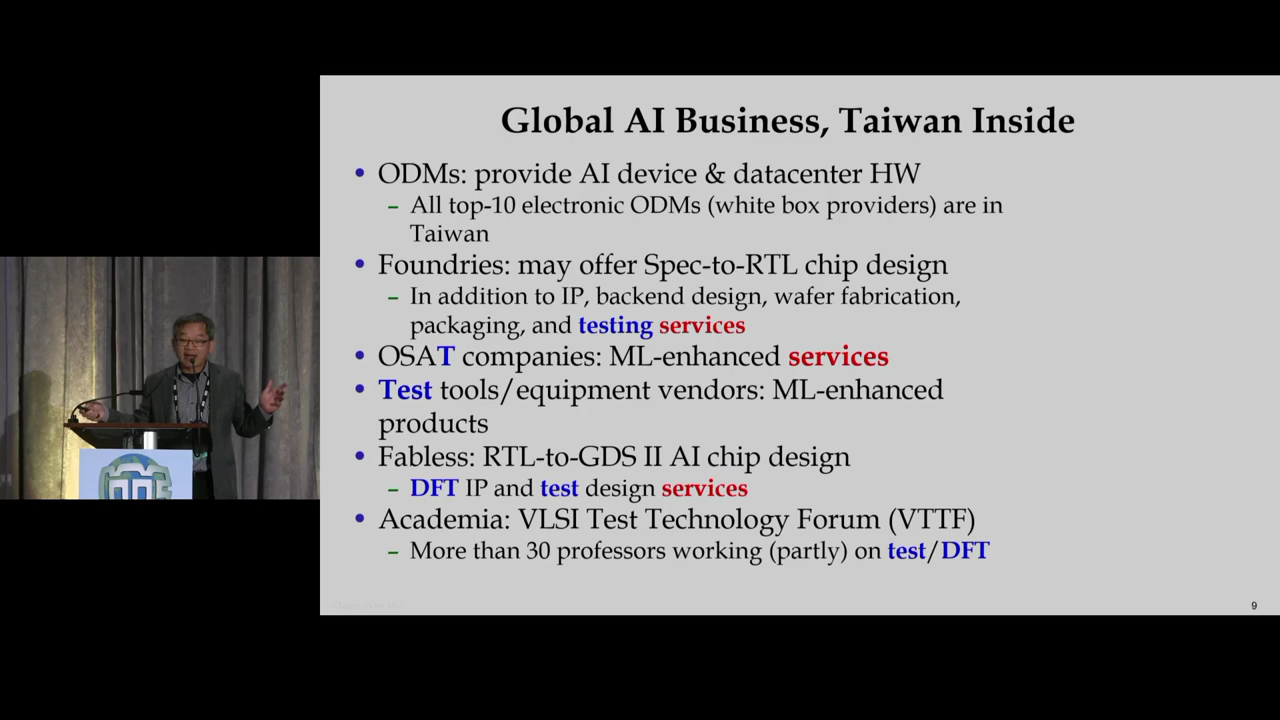 Global AI Business, Taiwan Inside
• ODMs: provide AI device & datacenter HW
– All top-10 electronic ODMs (white box providers) are in
Taiwan
• Foundries: may offer Spec-to-RTL chip design
– In addition to IP, backend design, wafer fabrication,
packaging, and testing services
• OSAT companies: ML-enhanced services
• Test tools/equipment vendors: ML-enhanced
products
• Fabless: RTL-to-GDS II AI chip design
– DFT IP and test design services
• Academia: VLSI Test Technology Forum (VTTF)
– More than 30 professors working (partly) on test/DFT
9